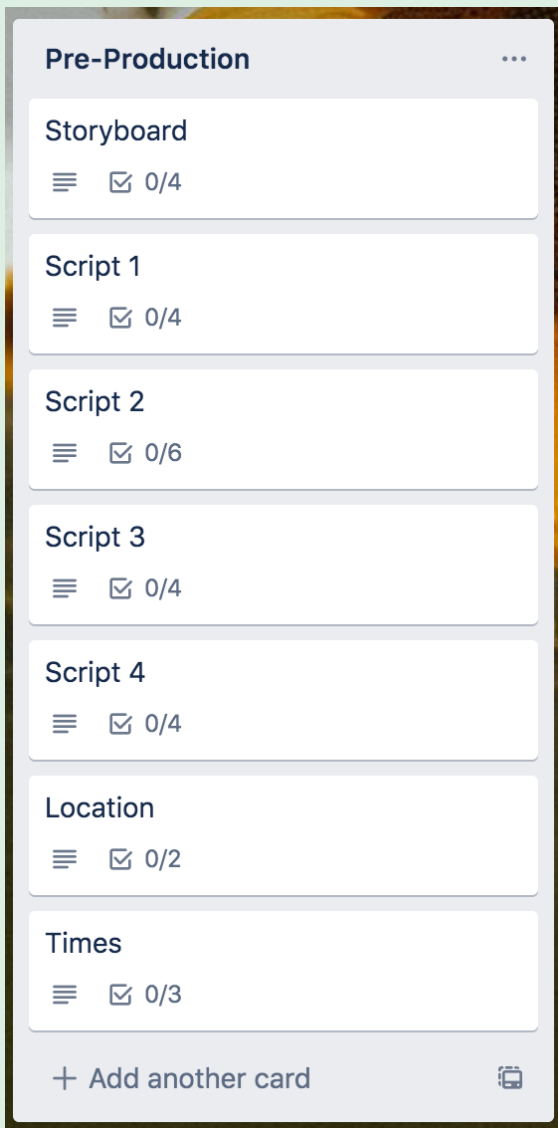 Pre-Production
Storyboard
0/4
Script 1
0/4
Script 2
0/6
Script 3
0/4
Script 4
0/4
Location
0/2
Times
0/3
+ Add another card